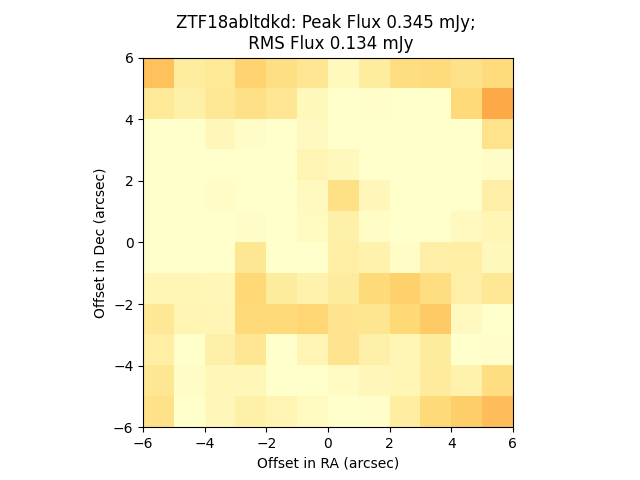 ZTF18abltdkd: Peak Flux 0.345 mJy;
RMS Flux 0.134 mJy
6
4
2
0
−2
−4
−6
Offset in Dec (arcsec)
−6 −4 −2 0 2 4 6
Offset in RA (arcsec)